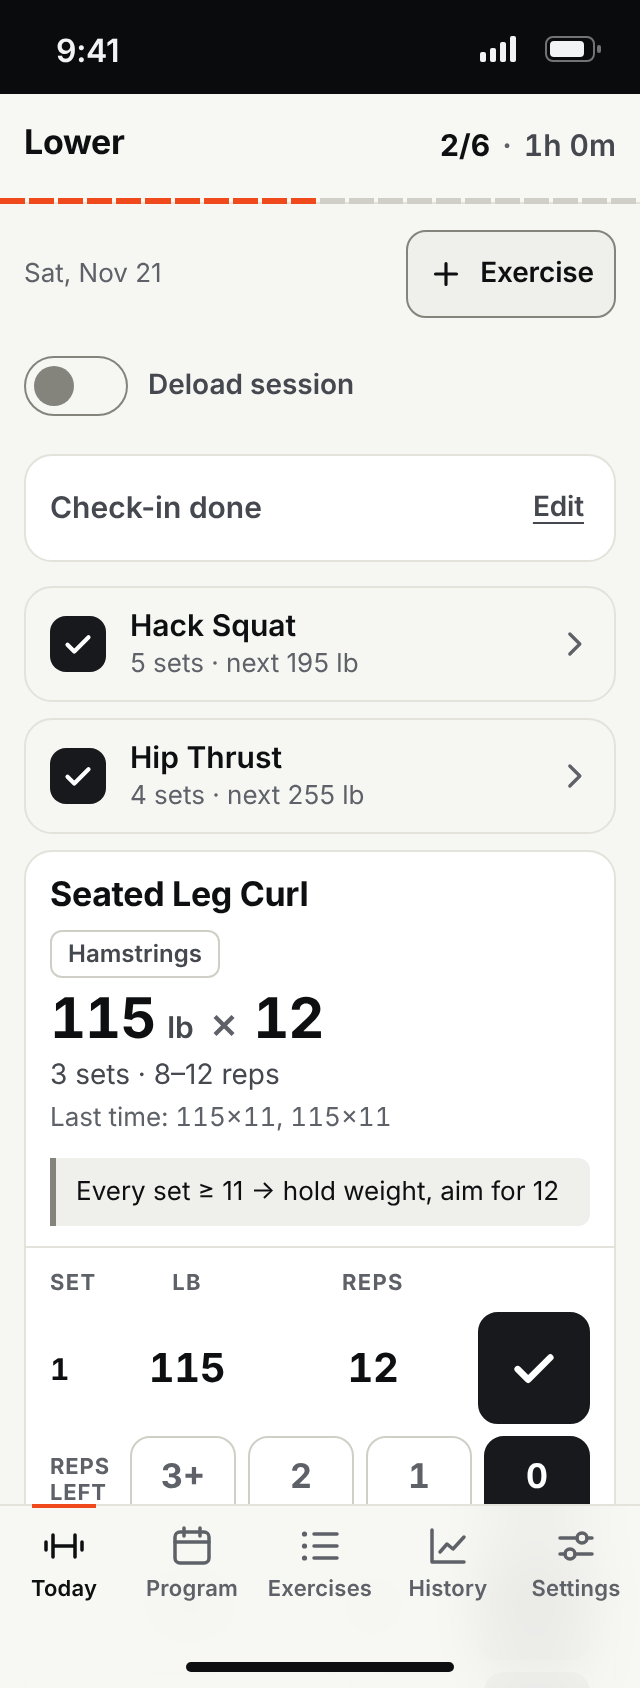 9:41
Lower
2/6 · 1h 0m
Sat, Nov 21
+ Exercise
Deload session
Check-in done
Edit
Hack Squat
5 sets · next 195 lb
Hip Thrust
4 sets · next 255 lb
Seated Leg Curl
Hamstrings
115 lb × 12
3 sets · 8–12 reps
Last time: 115×11, 115×11
Every set ≥ 11 → hold weight, aim for 12
SET LB REPS
1 115 12
REPS LEFT 3+ 2 1 0
Today Program Exercises History Settings